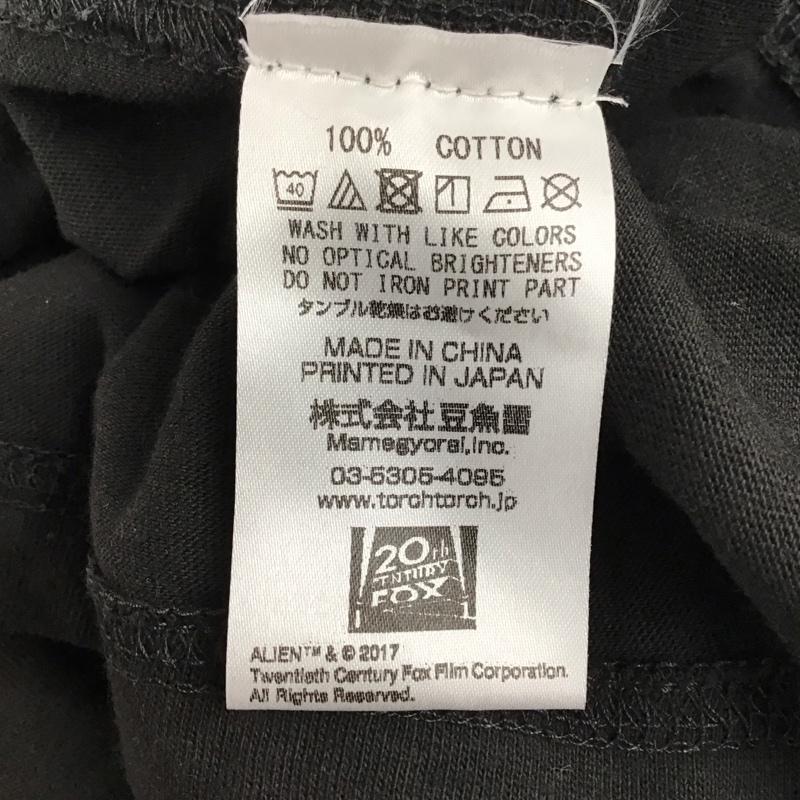 100% COTTON
40
WASH WITH LIKE COLORS
NO OPTICAL BRIGHTENERS
DO NOT IRON PRINT PART
タンブル乾燥はお避けください
MADE IN CHINA
PRINTED IN JAPAN
株式会社豆魚雷
Mamegyorai,Inc.
03-5305-4095
www.torchtorch.jp
20th
CENTURY
FOX
ALIEN™ & © 2017
Twentieth Century Fox Film Corporation.
All Rights Reserved.